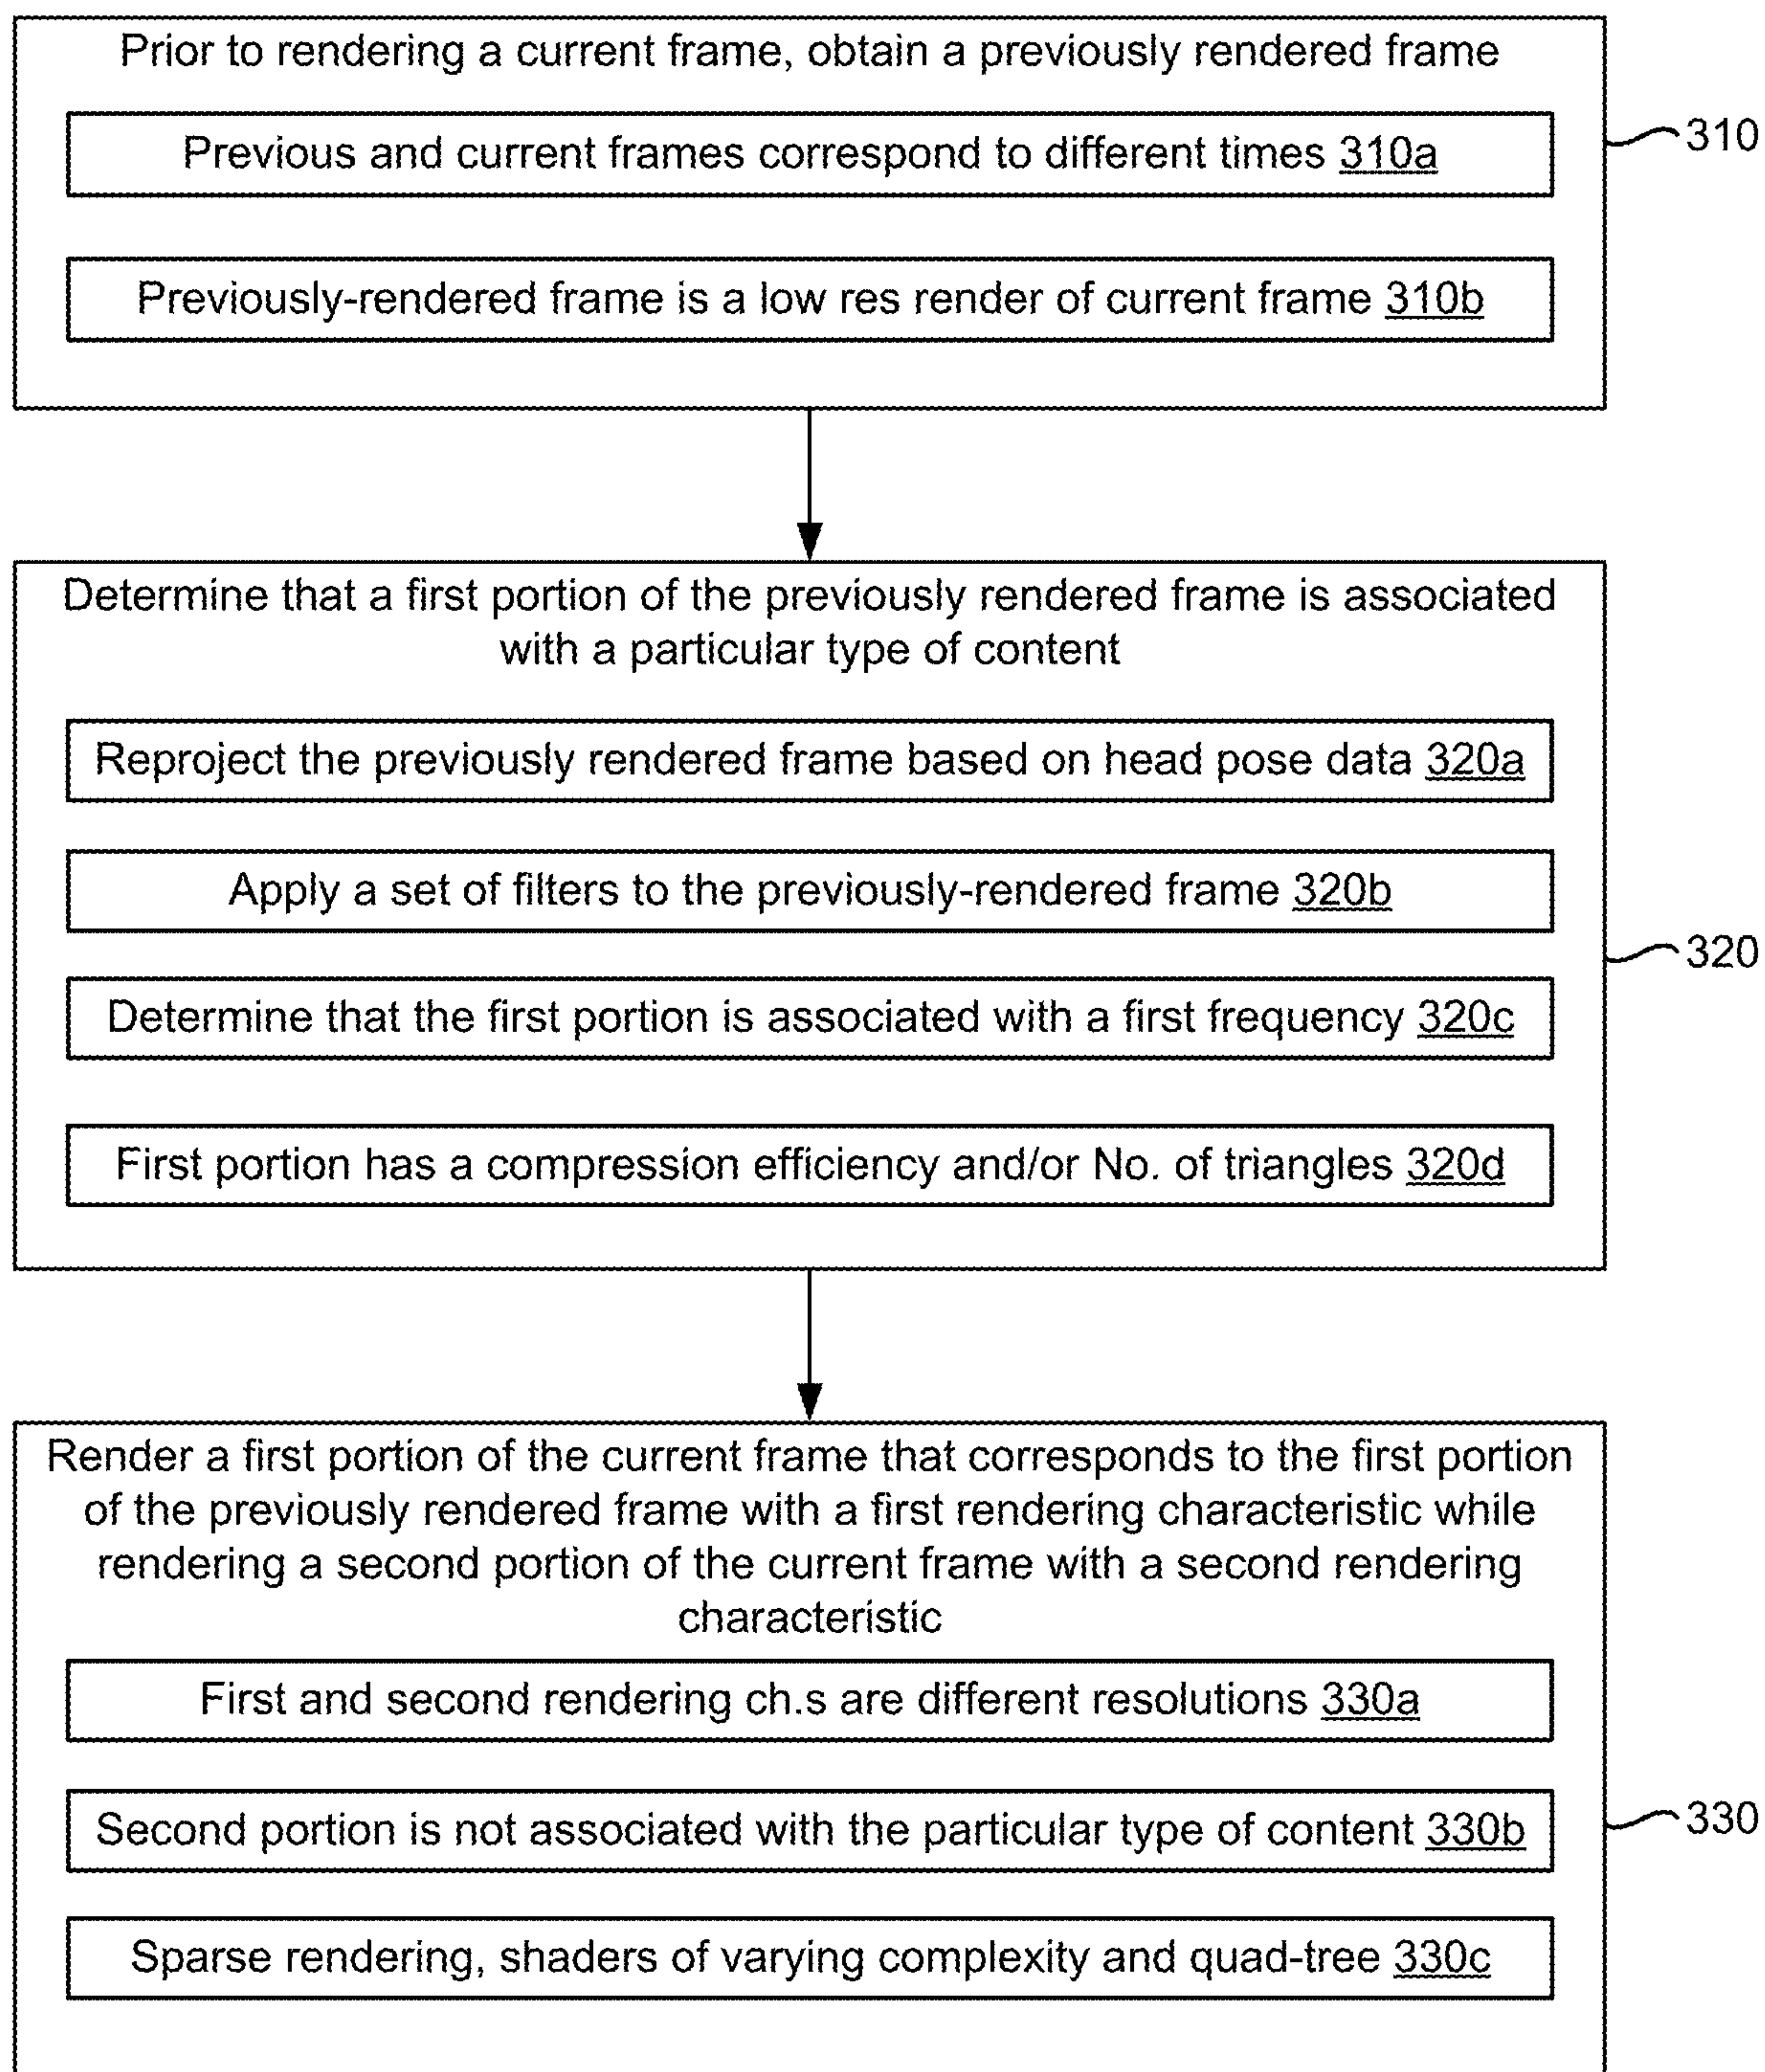 Prior to rendering a current frame, obtain a previously rendered frame
Previous and current frames correspond to different times 310a
310
Previously-rendered frame is a low res render of current frame 310b
Determine that a first portion of the previously rendered frame is associated
with a particular type of content
Reproject the previously rendered frame based on head pose data 320a
Apply a set of filters to the previously-rendered frame 320b
320
Determine that the first portion is associated with a first frequency 320c
First portion has a compression efficiency and/or No. of triangles 320d
Render a first portion of the current frame that corresponds to the first portion
of the previously rendered frame with a first rendering characteristic while
rendering a second portion of the current frame with a second rendering
characteristic
First and second rendering ch.s are different resolutions 330a
Second portion is not associated with the particular type of content 330b
330
Sparse rendering, shaders of varying complexity and quad-tree 330c